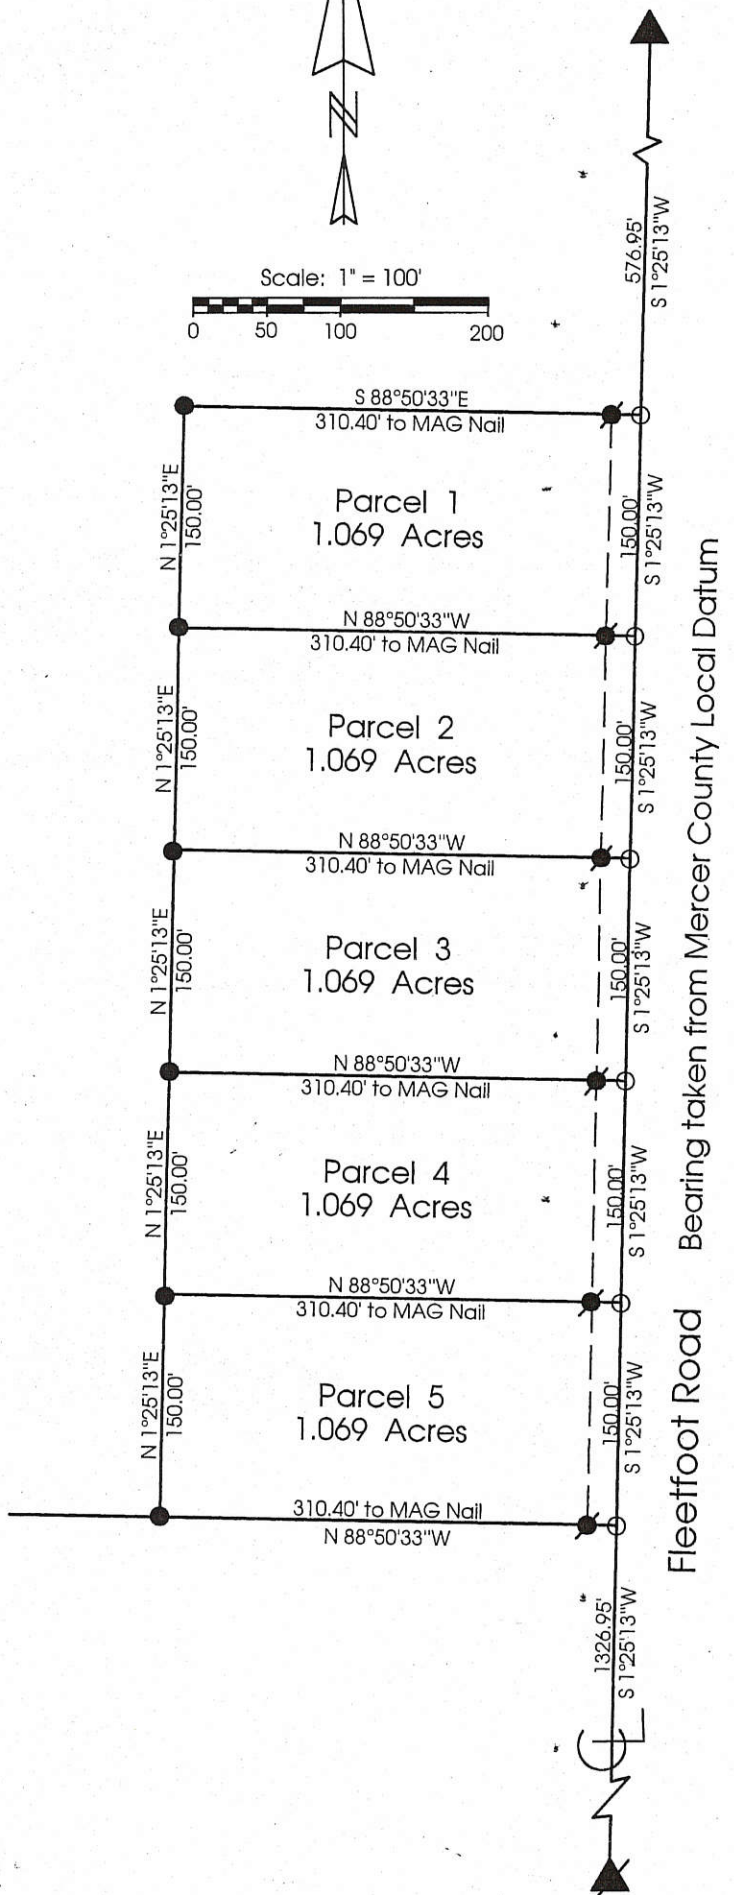 N
Scale: 1" = 100'
0 50 100 200
576.95'
S 1°25'13"W
S 88°50'33"E
310.40' to MAG Nail
N 1°25'13"E
150.00'
Parcel 1
1.069 Acres
150.00'
S 1°25'13"W
N 88°50'33"W
310.40' to MAG Nail
N 1°25'13"E
150.00'
Parcel 2
1.069 Acres
150.00'
S 1°25'13"W
N 88°50'33"W
310.40' to MAG Nail
N 1°25'13"E
150.00'
Parcel 3
1.069 Acres
150.00'
S 1°25'13"W
N 88°50'33"W
310.40' to MAG Nail
N 1°25'13"E
150.00'
Parcel 4
1.069 Acres
150.00'
S 1°25'13"W
N 88°50'33"W
310.40' to MAG Nail
N 1°25'13"E
150.00'
Parcel 5
1.069 Acres
150.00'
S 1°25'13"W
310.40' to MAG Nail
N 88°50'33"W
1326.95'
S 1°25'13"W
Fleetfoot Road Bearing taken from Mercer County Local Datum